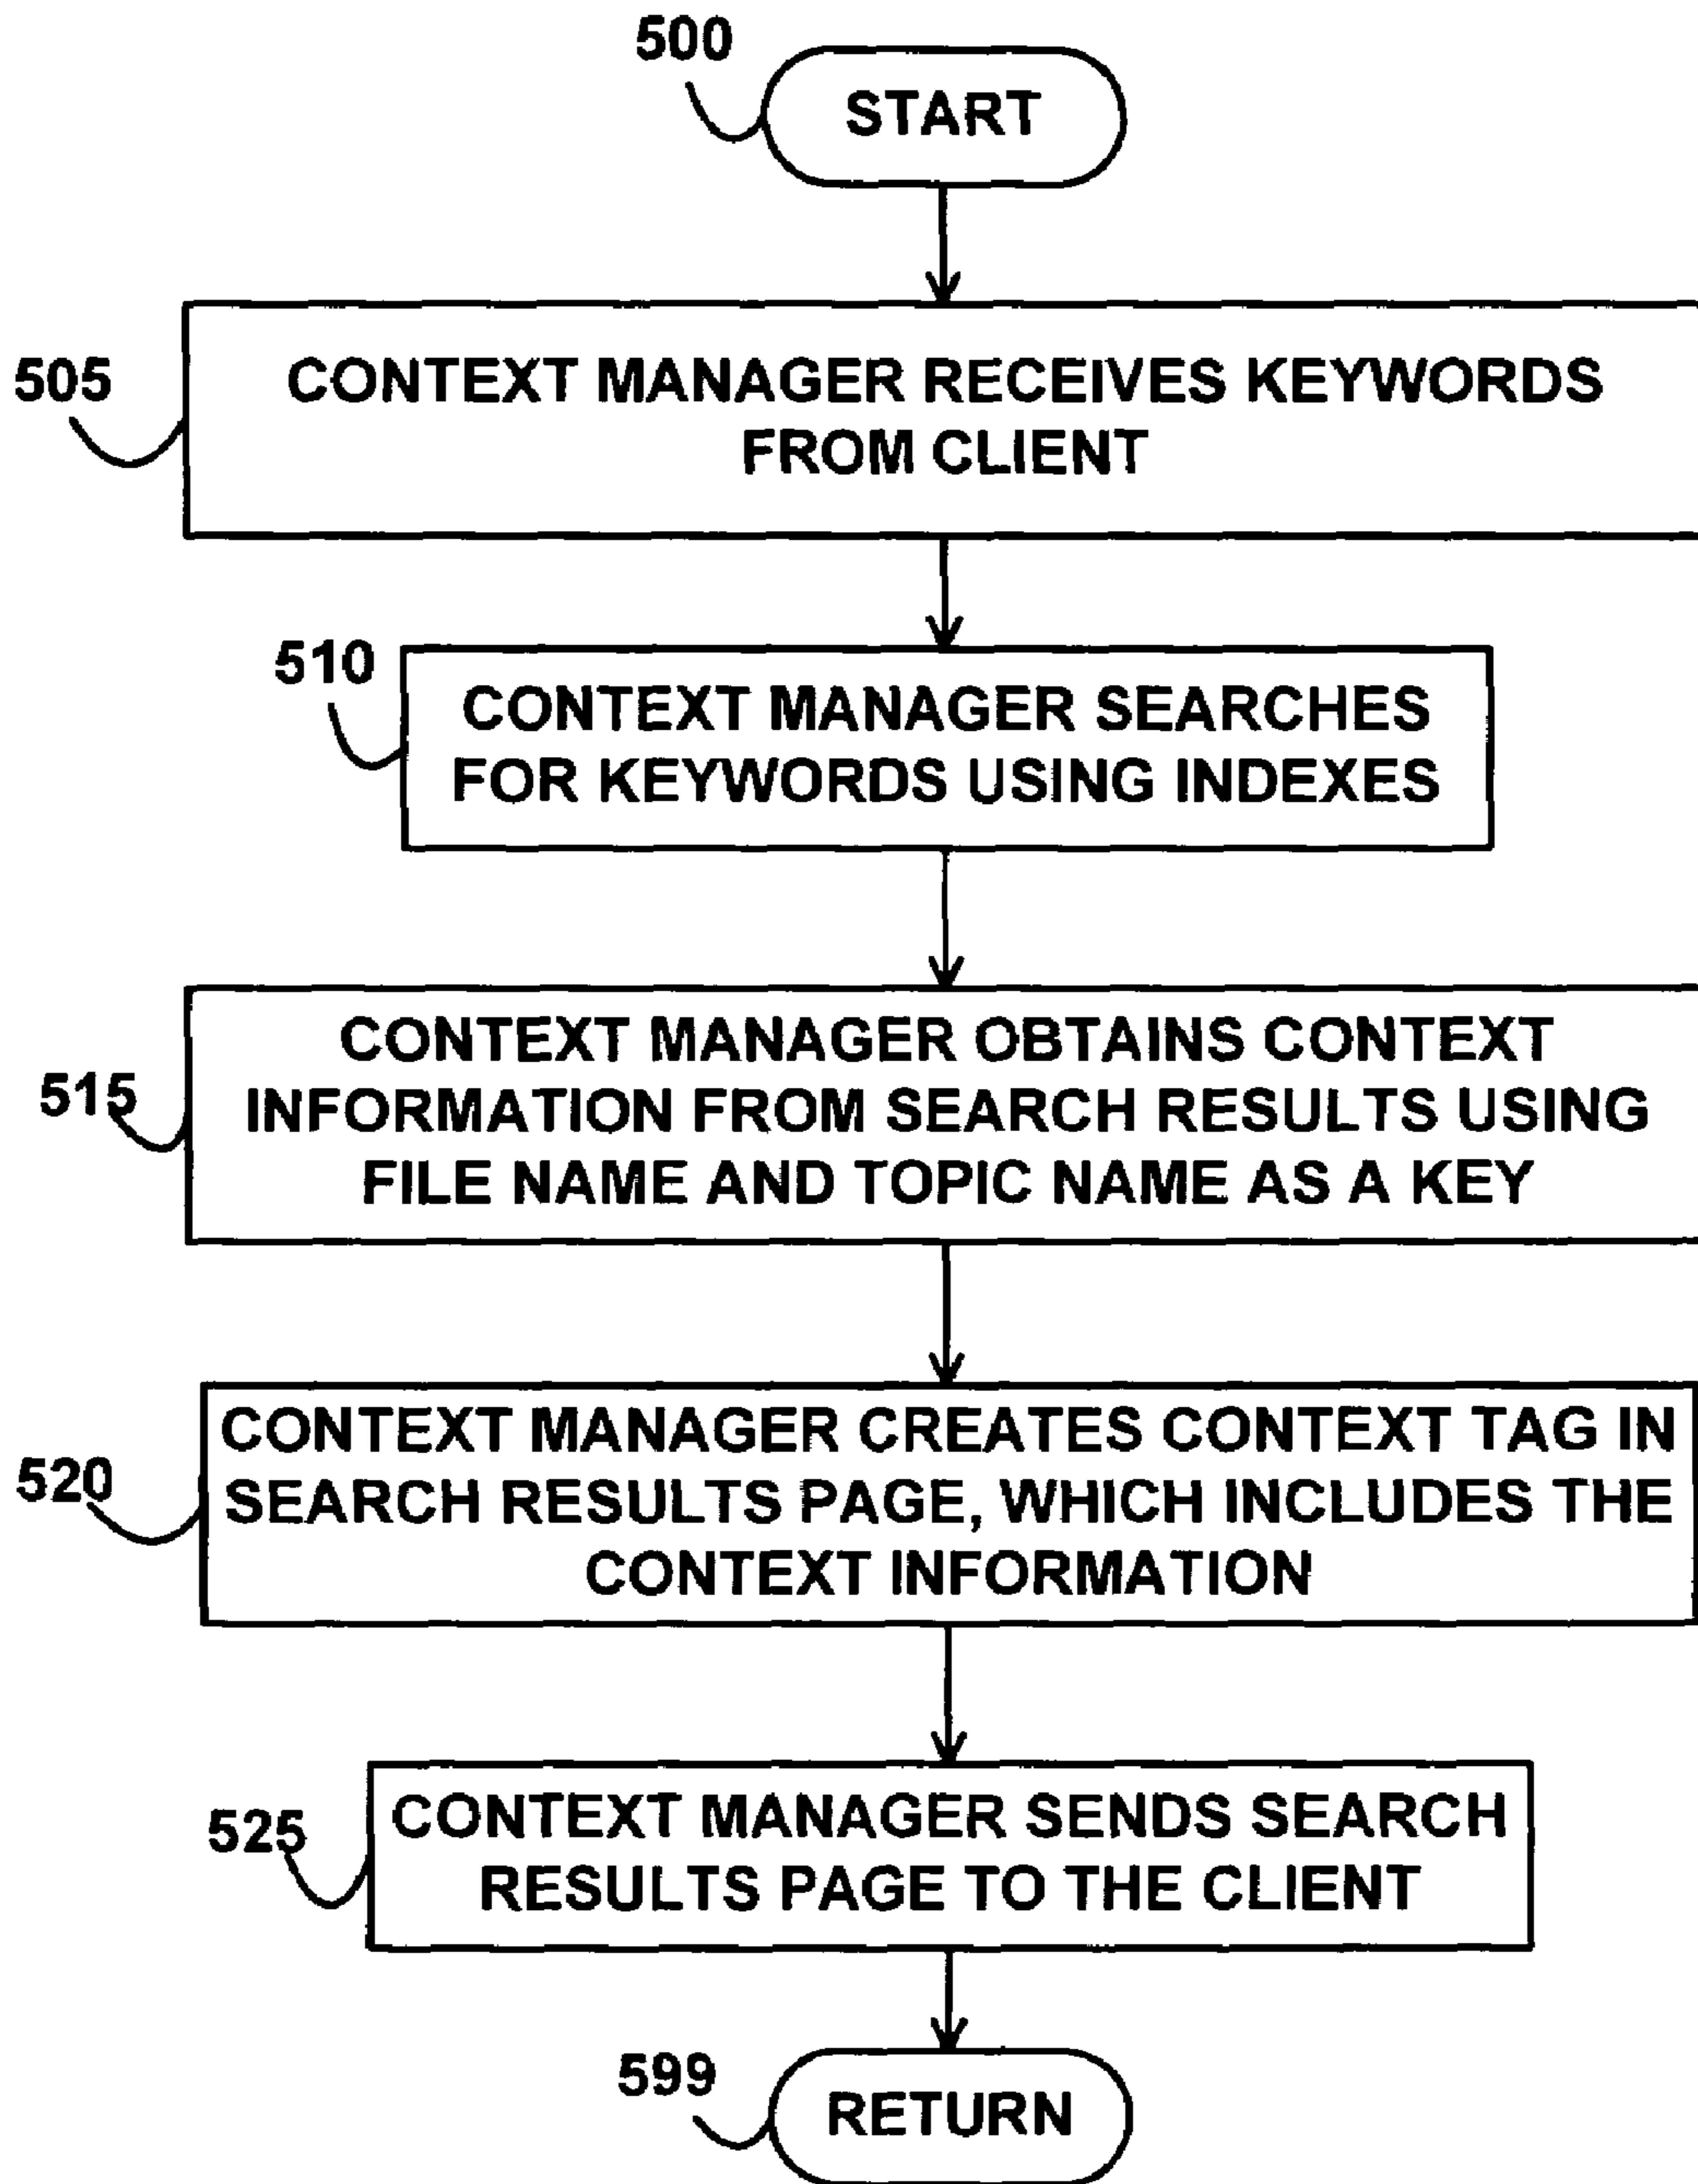 500
START
505
CONTEXT MANAGER RECEIVES KEYWORDS
FROM CLIENT
510
CONTEXT MANAGER SEARCHES
FOR KEYWORDS USING INDEXES
515
CONTEXT MANAGER OBTAINS CONTEXT
INFORMATION FROM SEARCH RESULTS USING
FILE NAME AND TOPIC NAME AS A KEY
520
CONTEXT MANAGER CREATES CONTEXT TAG IN
SEARCH RESULTS PAGE, WHICH INCLUDES THE
CONTEXT INFORMATION
525
CONTEXT MANAGER SENDS SEARCH
RESULTS PAGE TO THE CLIENT
599
RETURN